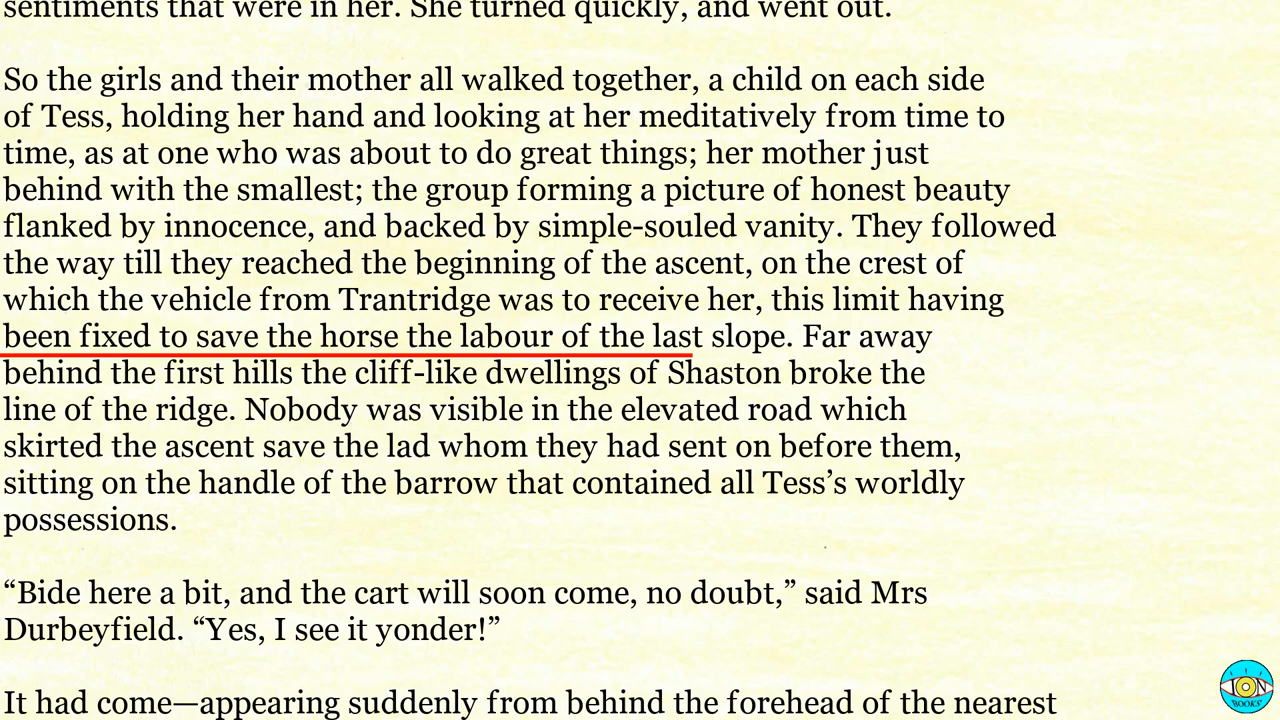 sentiments that were in her. She turned quickly, and went out.
So the girls and their mother all walked together, a child on each side
of Tess, holding her hand and looking at her meditatively from time to
time, as at one who was about to do great things; her mother just
behind with the smallest; the group forming a picture of honest beauty
flanked by innocence, and backed by simple-souled vanity. They followed
the way till they reached the beginning of the ascent, on the crest of
which the vehicle from Trantridge was to receive her, this limit having
been fixed to save the horse the labour of the last slope. Far away
behind the first hills the cliff-like dwellings of Shaston broke the
line of the ridge. Nobody was visible in the elevated road which
skirted the ascent save the lad whom they had sent on before them,
sitting on the handle of the barrow that contained all Tess’s worldly
possessions.
“Bide here a bit, and the cart will soon come, no doubt,” said Mrs
Durbeyfield. “Yes, I see it yonder!”
It had come—appearing suddenly from behind the forehead of the nearest
ION
BOOKS